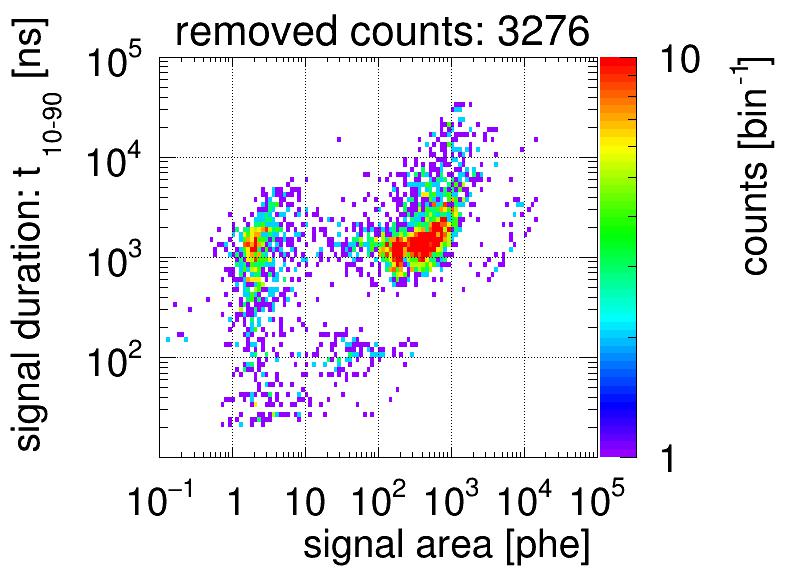 removed counts: 3276
signal duration: t 10-90 [ns]
10^5
10^4
10^3
10^2
10^-1 1 10 10^2 10^3 10^4 10^5
signal area [phe]
10
1
counts [bin^-1]